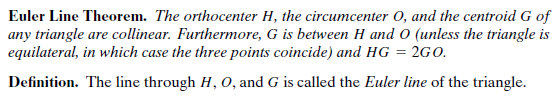 Euler Line Theorem. The orthocenter H, the circumcenter O, and the centroid G of
any triangle are collinear. Furthermore, G is between H and O (unless the triangle is
equilateral, in which case the three points coincide) and HG = 2GO.
Definition. The line through H, O, and G is called the Euler line of the triangle.